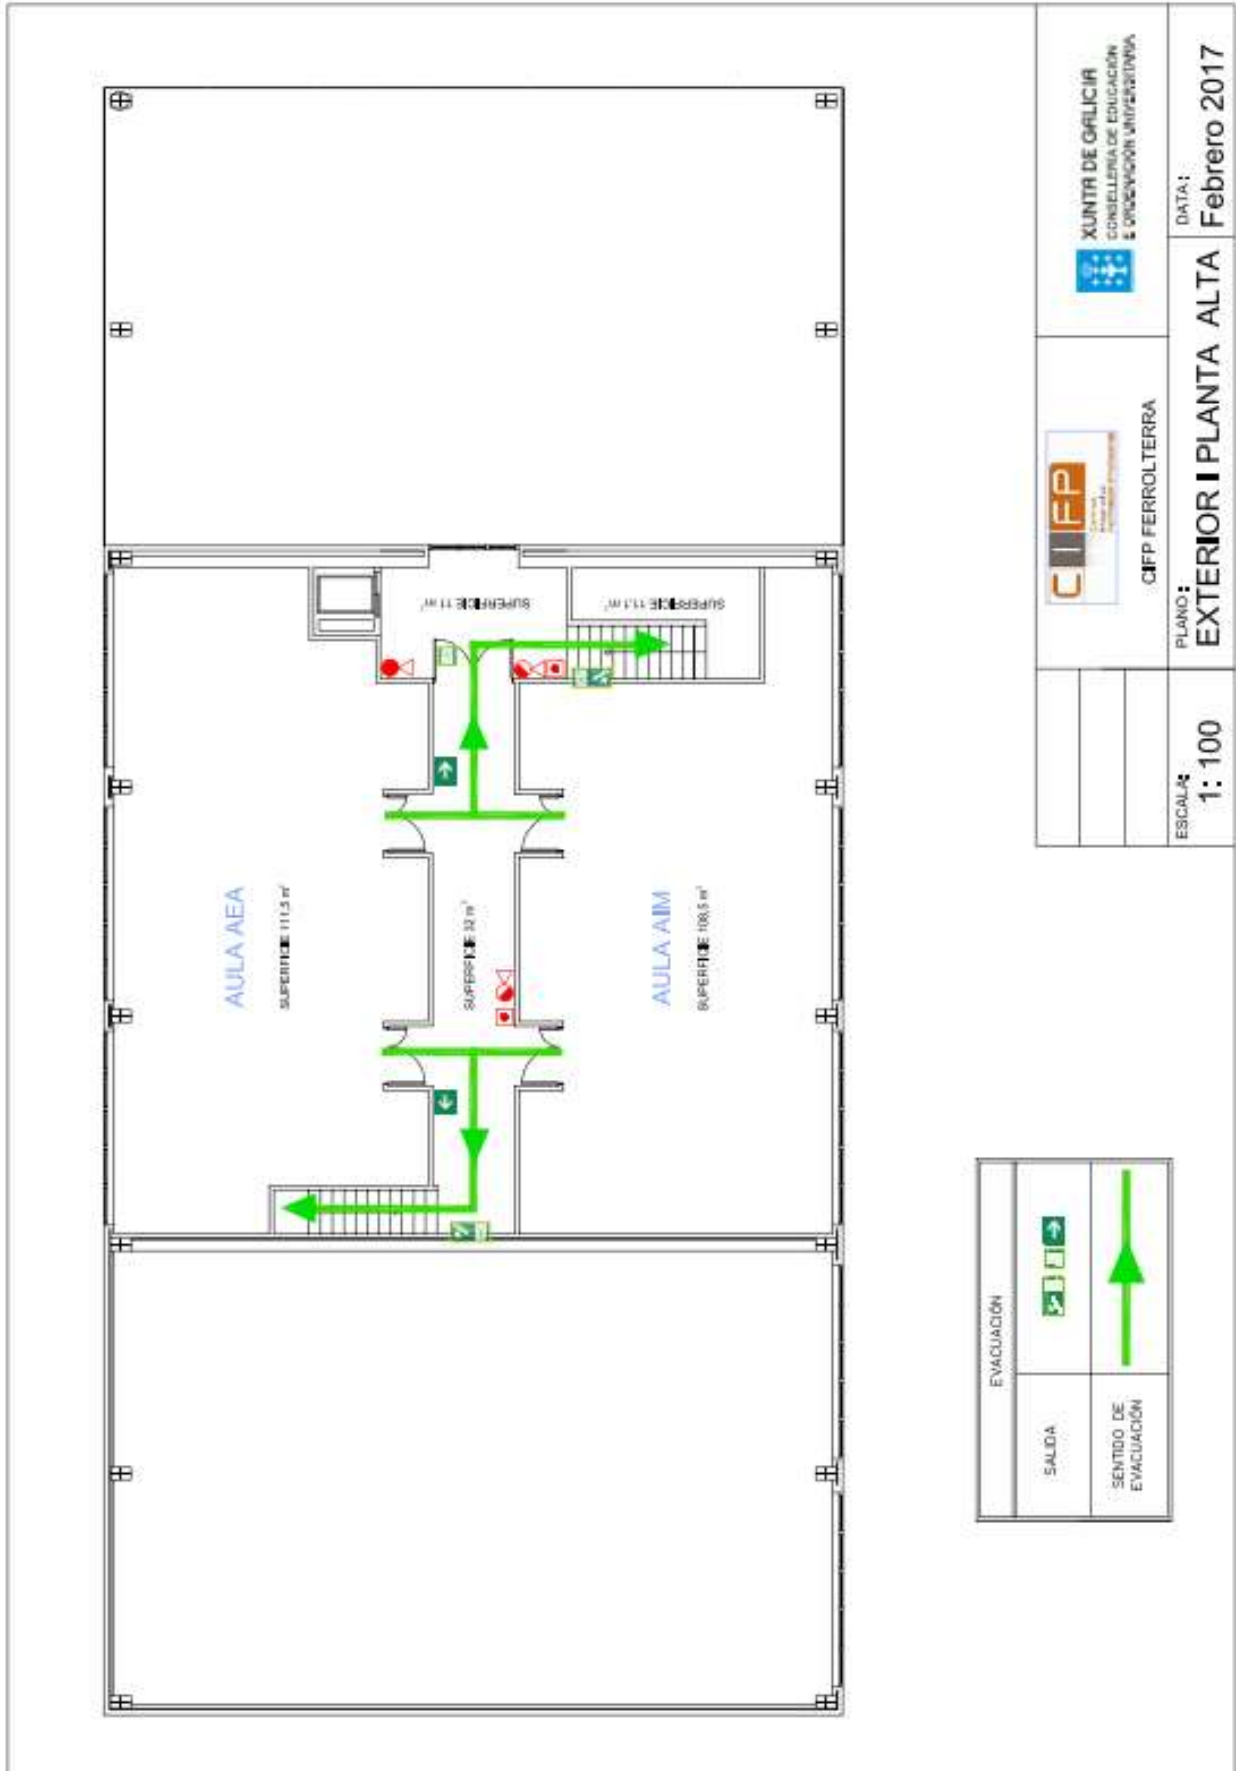 AULA AEA
SUPERFICIE 111,5 m²
SUPERFICIE 32 m²
AULA AIM
SUPERFICIE 108,5 m²
SUPERFICIE 11 m²
SUPERFICIE 11,1 m²
EVACUACIÓN
SALIDA
SENTIDO DE
EVACUACIÓN
CIFP
CIFP FERROLTERRA
XUNTA DE GALICIA
CONSELLERÍA DE EDUCACIÓN
E ORDENACIÓN UNIVERSITARIA
ESCALA:
1: 100
PLANO:
EXTERIOR I PLANTA ALTA
DATA:
Febrero 2017